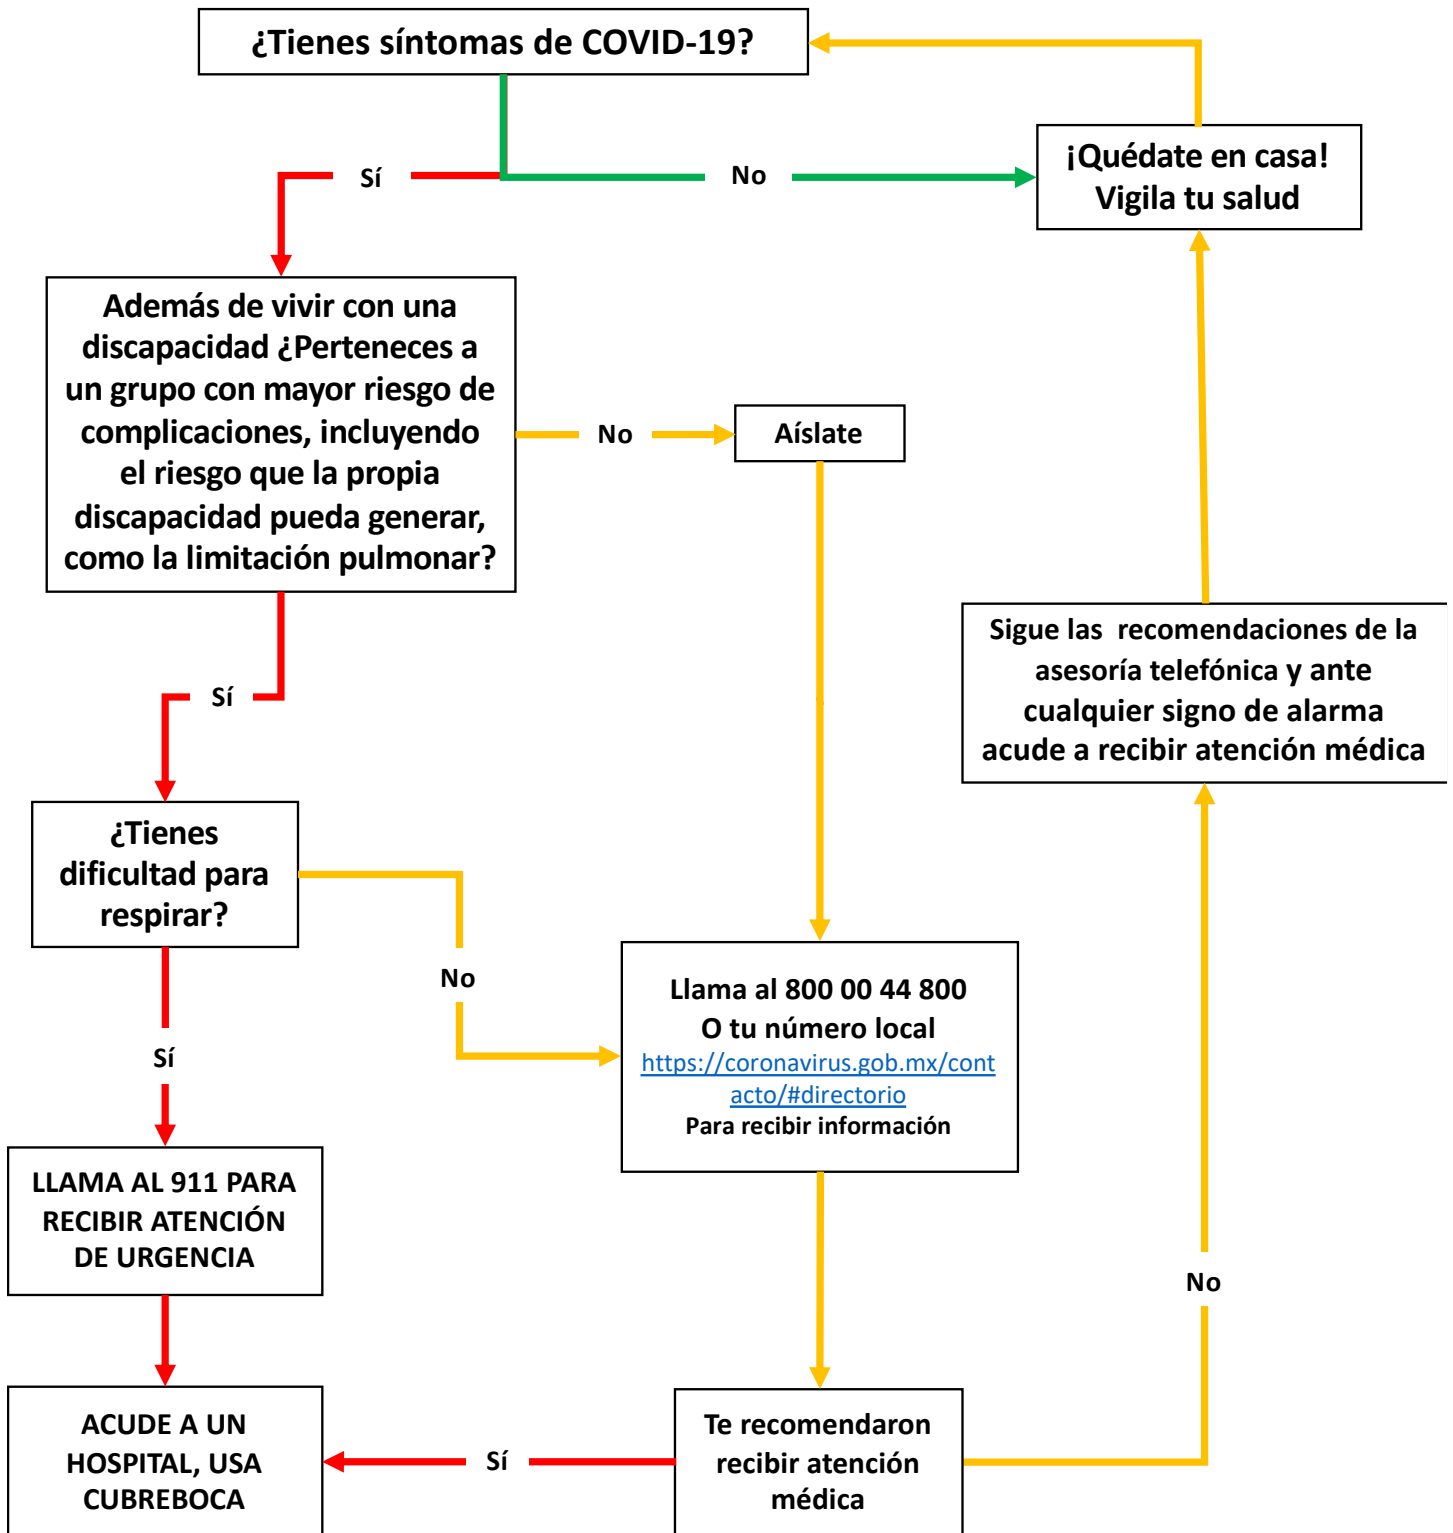 ¿Tienes síntomas de COVID-19?
¡Quédate en casa!
Vigila tu salud
Sí
No
Además de vivir con una
discapacidad ¿Perteneces a
un grupo con mayor riesgo de
complicaciones, incluyendo
el riesgo que la propia
discapacidad pueda generar,
como la limitación pulmonar?
No
Aíslate
Sigue las recomendaciones de la
asesoría telefónica y ante
cualquier signo de alarma
acude a recibir atención médica
Sí
¿Tienes
dificultad para
respirar?
No
Llama al 800 00 44 800
O tu número local
https://coronavirus.gob.mx/cont
acto/#directorio
Para recibir información
Sí
LLAMA AL 911 PARA
RECIBIR ATENCIÓN
DE URGENCIA
No
ACUDE A UN
HOSPITAL, USA
CUBREBOCA
Sí
Te recomendaron
recibir atención
médica